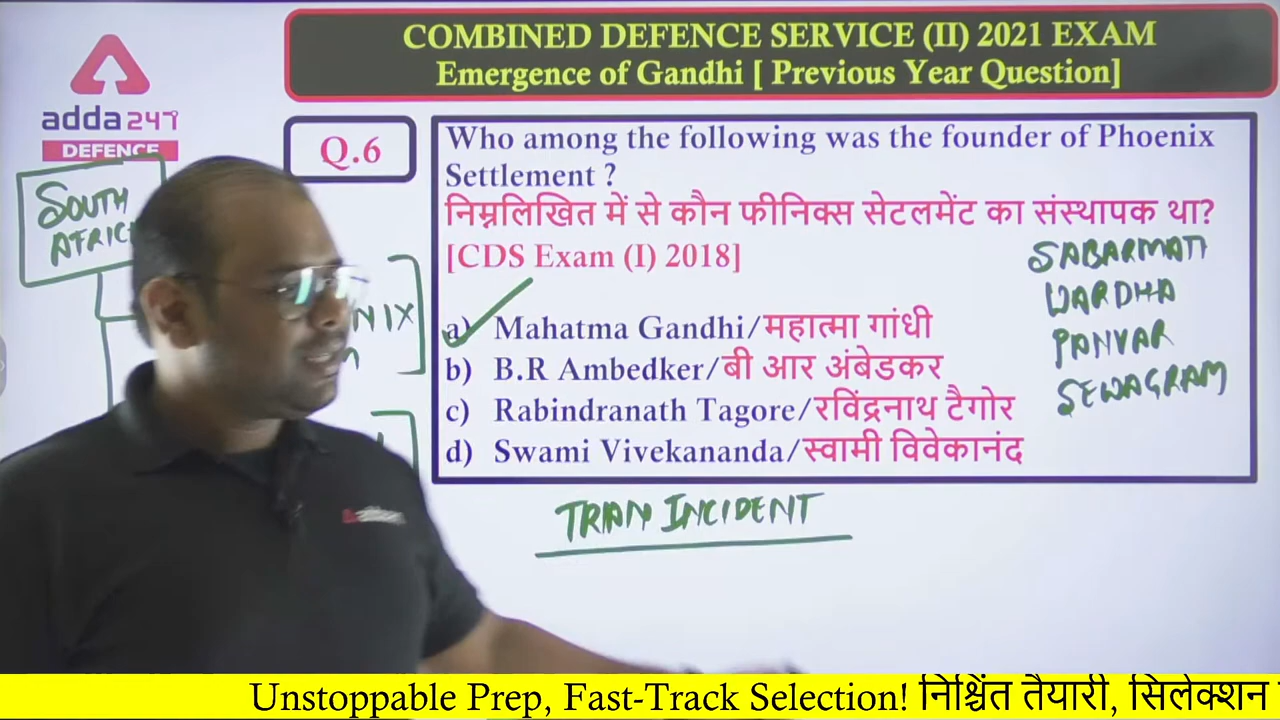 COMBINED DEFENCE SERVICE (II) 2021 EXAM
Emergence of Gandhi [ Previous Year Question]
adda247
DEFENCE
Q.6
Who among the following was the founder of Phoenix
Settlement ?
निम्नलिखित में से कौन फीनिक्स सेटलमेंट का संस्थापक था?
[CDS Exam (I) 2018]
a) Mahatma Gandhi/महात्मा गांधी
b) B.R Ambedker/बी आर अंबेडकर
c) Rabindranath Tagore/रविंद्रनाथ टैगोर
d) Swami Vivekananda/स्वामी विवेकानंद
SOUTH
AFRIC
NIX
SABARMATI
WARDHA
PANVAR
SEWAGRAM
TRAIN INCIDENT
Unstoppable Prep, Fast-Track Selection! निश्चिंत तैयारी, सिलेक्शन